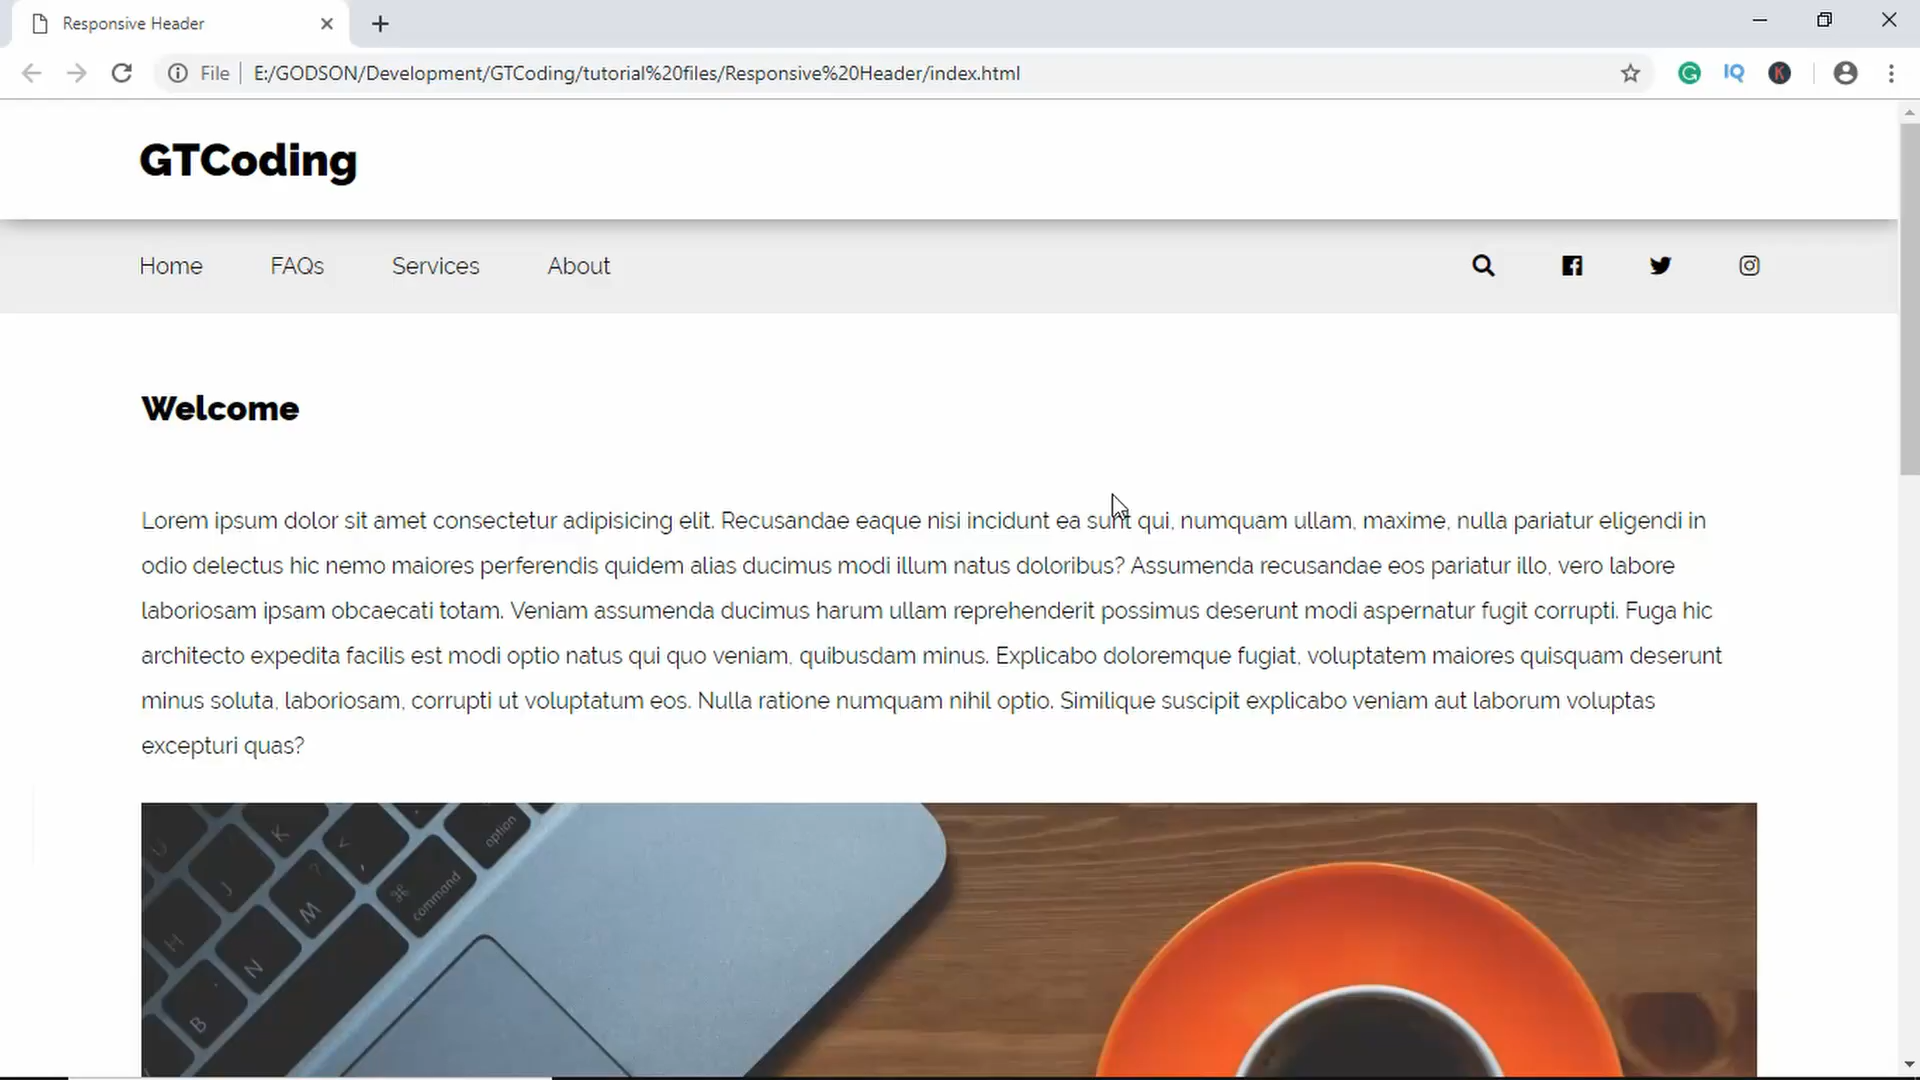 Responsive Header
File
E:/GODSON/Development/GTCoding/tutorial%20files/Responsive%20Header/index.html
IQ
K
GTCoding
Home FAQs Services About
Welcome
Lorem ipsum dolor sit amet consectetur adipisicing elit. Recusandae eaque nisi incidunt ea sunt qui, numquam ullam, maxime, nulla pariatur eligendi in
odio delectus hic nemo maiores perferendis quidem alias ducimus modi illum natus doloribus? Assumenda recusandae eos pariatur illo, vero labore
laboriosam ipsam obcaecati totam. Veniam assumenda ducimus harum ullam reprehenderit possimus deserunt modi aspernatur fugit corrupti. Fuga hic
architecto expedita facilis est modi optio natus qui quo veniam, quibusdam minus. Explicabo doloremque fugiat, voluptatem maiores quisquam deserunt
minus soluta, laboriosam, corrupti ut voluptatum eos. Nulla ratione numquam nihil optio. Similique suscipit explicabo veniam aut laborum voluptas
excepturi quas?
K
option
J
M
⌘
command
H
N
B